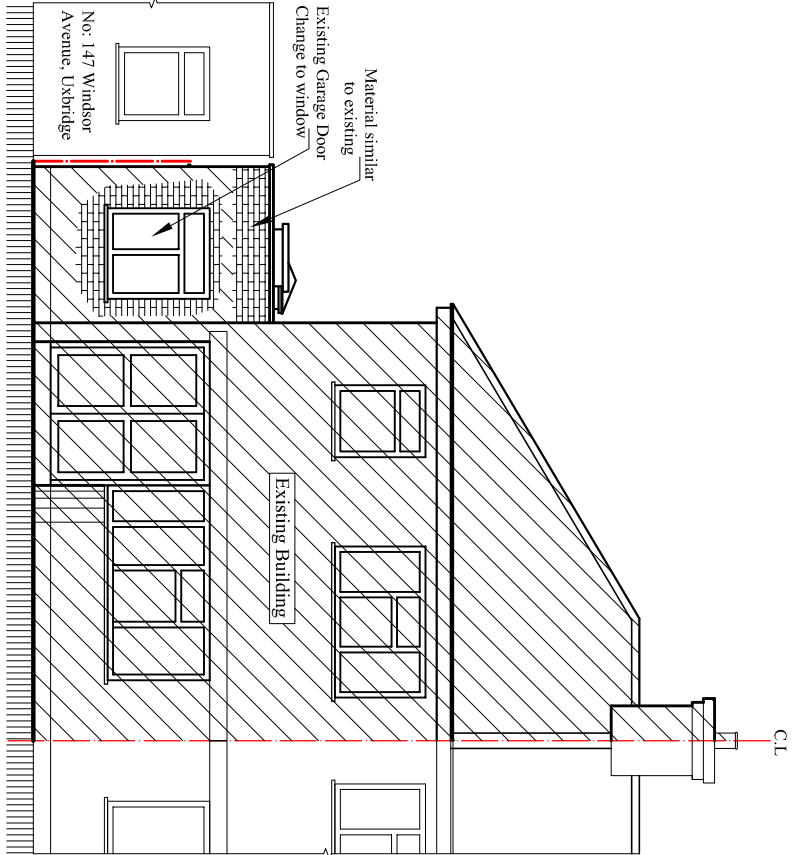 Material similar
to existing
Existing Garage Door
Change to window
No: 147 Windsor
Avenue, Uxbridge
Existing Building
C.L